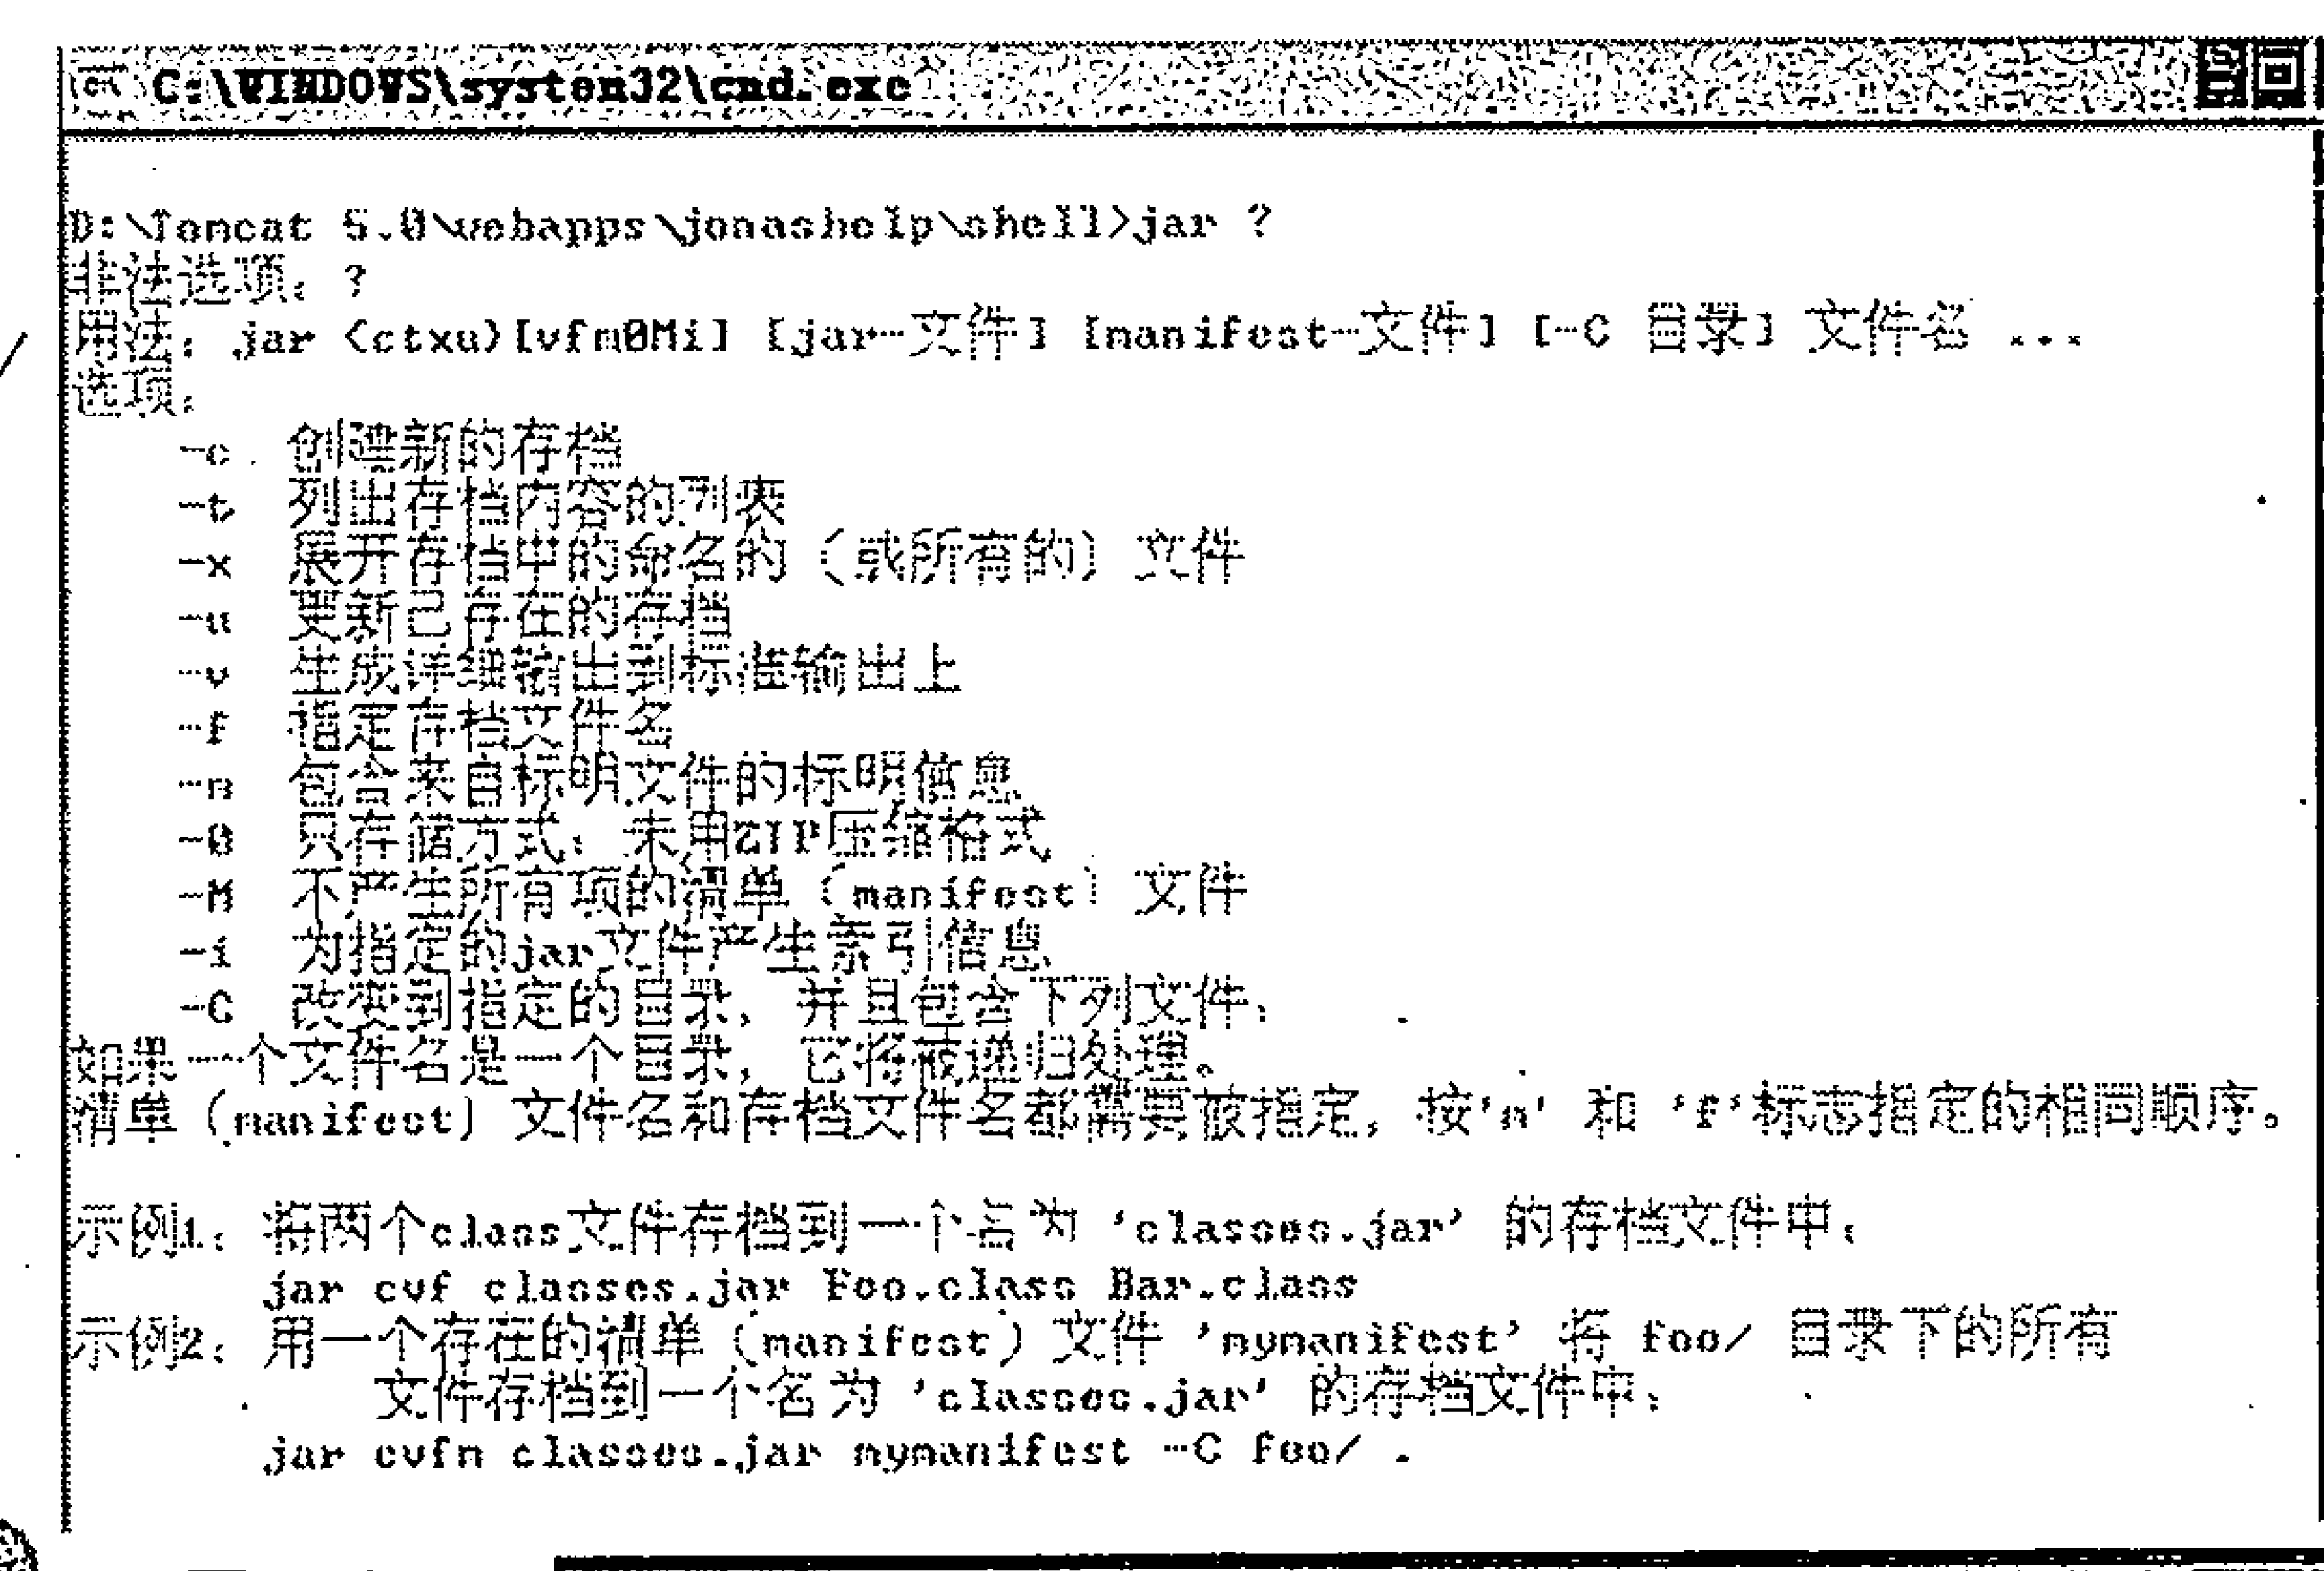 C:\WINDOWS\system32\cmd.exe
D:\Tomcat 5.0\webapps\jonashelp\shell>jar ?
非法选项：?
用法：jar {ctxu}[vfm0Mi] [jar-文件] [manifest-文件] [-C 目录] 文件名 ...
选项：
-c 创建新的存档
-t 列出存档内容的列表
-x 展开存档中的命名的（或所有的）文件
-u 更新已存在的存档
-v 生成详细输出到标准输出上
-f 指定存档文件名
-m 包含来自标明文件的标明信息
-0 只存储方式；未用ZIP压缩格式
-M 不产生所有项的清单（manifest）文件
-i 为指定的jar文件产生索引信息
-C 改变到指定的目录，并且包含下列文件：
如果一个文件名是一个目录，它将被递归处理。
清单（manifest）文件名和存档文件名都需要被指定，按'm' 和 'f'标志指定的相同顺序。
示例1：将两个class文件存档到一个名为 'classes.jar' 的存档文件中：
jar cvf classes.jar Foo.class Bar.class
示例2：用一个存在的清单（manifest）文件 'mymanifest' 将 foo/ 目录下的所有
文件存档到一个名为 'classes.jar' 的存档文件中：
jar cvfm classes.jar mymanifest -C foo/ .